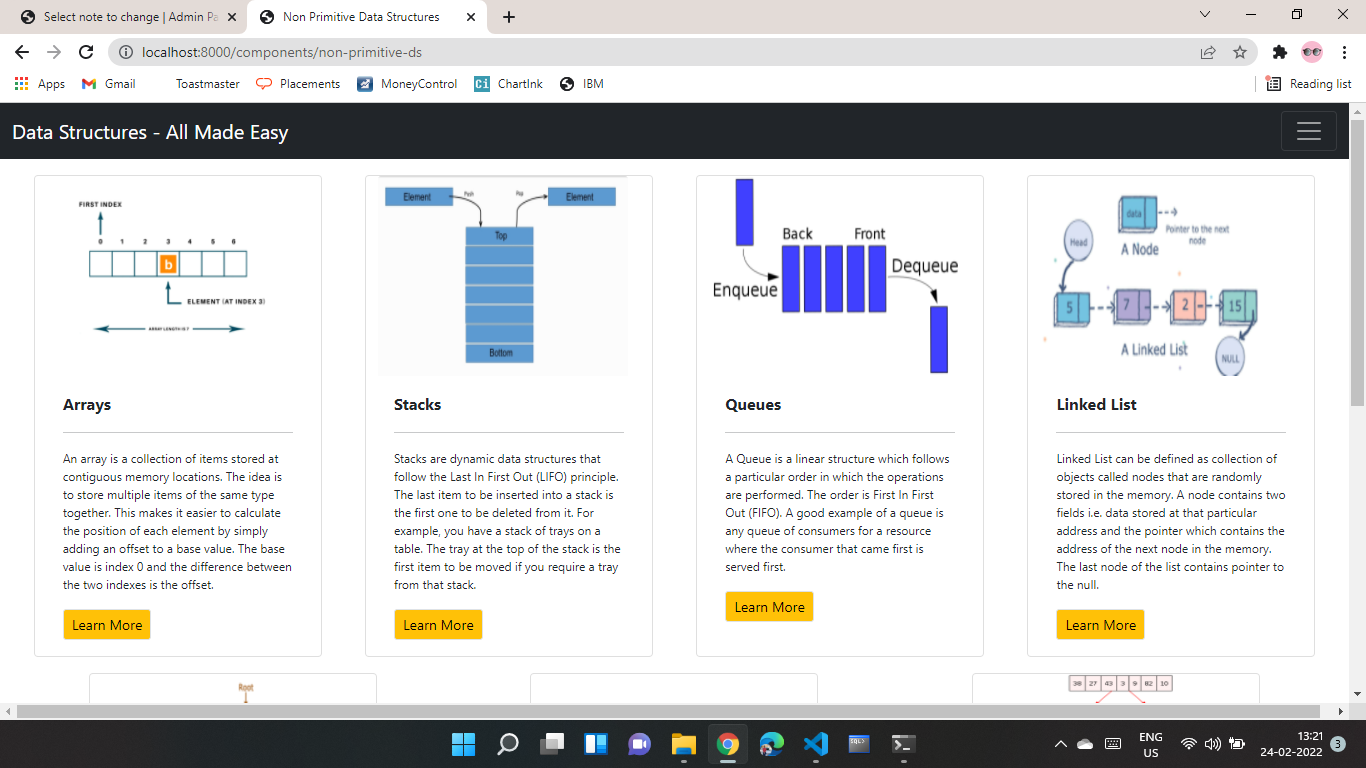 Select note to change | Admin Pa
Non Primitive Data Structures
localhost:8000/components/non-primitive-ds
Apps
Gmail
Toastmaster
Placements
MoneyControl
Ci
ChartInk
IBM
Reading list
Data Structures - All Made Easy
FIRST INDEX
0 1 2 3 4 5 6
b
ELEMENT (AT INDEX 3)
ARRAY LENGTH IS 7
Arrays
An array is a collection of items stored at
contiguous memory locations. The idea is
to store multiple items of the same type
together. This makes it easier to calculate
the position of each element by simply
adding an offset to a base value. The base
value is index 0 and the difference between
the two indexes is the offset.
Learn More
Element
Push
Pop
Element
Top
Bottom
Stacks
Stacks are dynamic data structures that
follow the Last In First Out (LIFO) principle.
The last item to be inserted into a stack is
the first one to be deleted from it. For
example, you have a stack of trays on a
table. The tray at the top of the stack is the
first item to be moved if you require a tray
from that stack.
Learn More
Back
Front
Dequeue
Enqueue
Queues
A Queue is a linear structure which follows
a particular order in which the operations
are performed. The order is First In First
Out (FIFO). A good example of a queue is
any queue of consumers for a resource
where the consumer that came first is
served first.
Learn More
data
Pointer to the next
node
Head
A Node
5
7
2
15
A Linked List
NULL
Linked List
Linked List can be defined as collection of
objects called nodes that are randomly
stored in the memory. A node contains two
fields i.e. data stored at that particular
address and the pointer which contains the
address of the next node in the memory.
The last node of the list contains pointer to
the null.
Learn More
Root
38 27 43 3 9 82 10
SQL>
ENG
US
13:21
24-02-2022
3